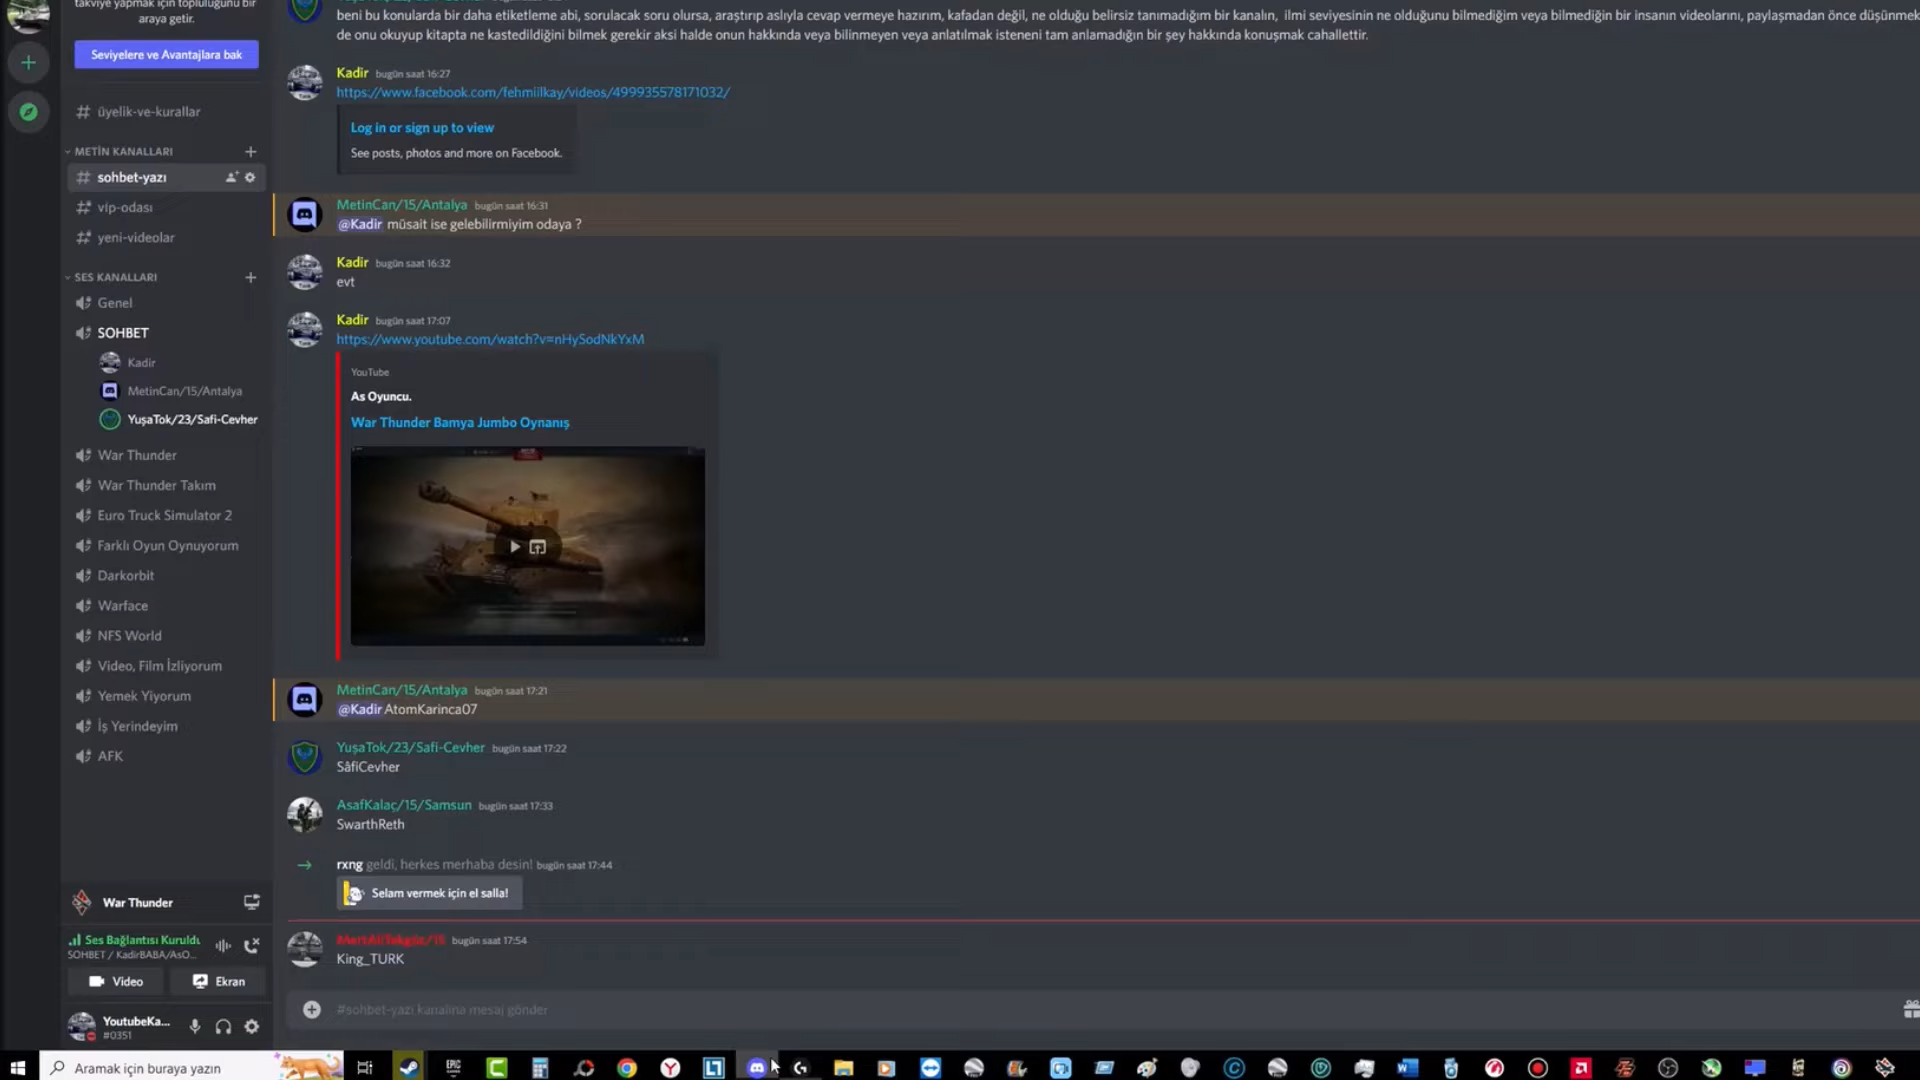 takviye yapmak için topluluğunu bir
araya getir.
Seviyelere ve Avantajlara bak
üyelik-ve-kurallar
METİN KANALLARI
sohbet-yazı
vip-odası
yeni-videolar
SES KANALLARI
Genel
SOHBET
Kadir
MetinCan/15/Antalya
YuşaTok/23/Safi-Cevher
War Thunder
War Thunder Takım
Euro Truck Simulator 2
Farklı Oyun Oynuyorum
Darkorbit
Warface
NFS World
Video, Film İzliyorum
Yemek Yiyorum
İş Yerindeyim
AFK
War Thunder
Ses Bağlantısı Kuruldu
SOHBET / KadirBABA/AsO...
Video
Ekran
YoutubeKa...
#0351
beni bu konularda bir daha etiketleme abi, sorulacak soru olursa, araştırıp aslıyla cevap vermeye hazırım, kafadan değil, ne olduğu belirsiz tanımadığım bir kanalın, ilmi seviyesinin ne olduğunu bilmediğim veya bilmediğin bir insanın videolarını, paylaşmadan önce düşünmek
de onu okuyup kitapta ne kastedildiğini bilmek gerekir aksi halde onun hakkında veya bilinmeyen veya anlatılmak isteneni tam anlamadığın bir şey hakkında konuşmak cahallettir.
Kadir bugün saat 16:27
https://www.facebook.com/fehmiilkay/videos/499935578171032/
Log in or sign up to view
See posts, photos and more on Facebook.
MetinCan/15/Antalya bugün saat 16:31
@Kadir müsait ise gelebilirmiyim odaya ?
Kadir bugün saat 16:32
evt
Kadir bugün saat 17:07
https://www.youtube.com/watch?v=nHySodNkYxM
YouTube
As Oyuncu.
War Thunder Bamya Jumbo Oynanış
MetinCan/15/Antalya bugün saat 17:21
@Kadir AtomKarinca07
YuşaTok/23/Safi-Cevher bugün saat 17:22
SâfiCevher
AsafKalaç/15/Samsun bugün saat 17:33
SwarthReth
rxng geldi, herkes merhaba desin! bugün saat 17:44
Selam vermek için el salla!
bugün saat 17:54
King_TURK
#sohbet-yazı kanalına mesaj gönder
Aramak için buraya yazın